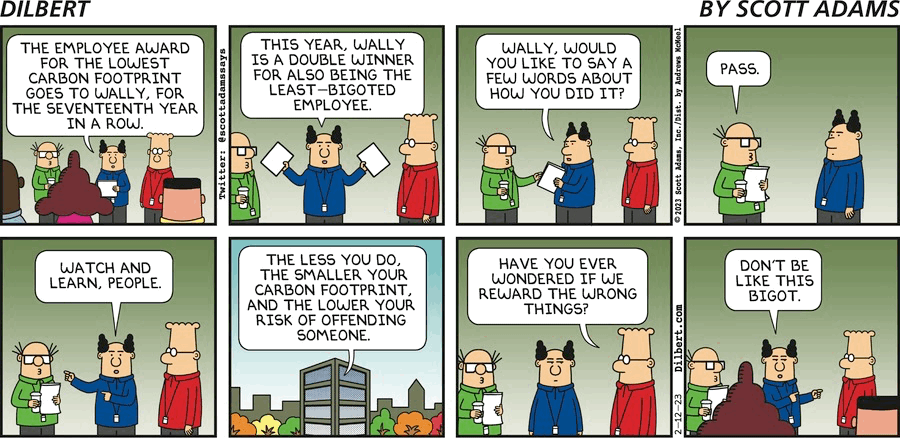 DILBERT
BY SCOTT ADAMS
THE EMPLOYEE AWARD
FOR THE LOWEST
CARBON FOOTPRINT
GOES TO WALLY, FOR
THE SEVENTEENTH YEAR
IN A ROW.
Twitter: @scottadamssays
THIS YEAR, WALLY
IS A DOUBLE WINNER
FOR ALSO BEING THE
LEAST-BIGOTED
EMPLOYEE.
WALLY, WOULD
YOU LIKE TO SAY A
FEW WORDS ABOUT
HOW YOU DID IT?
© 2023 Scott Adams, Inc./Dist. by Andrews McMeel
PASS.
WATCH AND
LEARN, PEOPLE.
THE LESS YOU DO,
THE SMALLER YOUR
CARBON FOOTPRINT,
AND THE LOWER YOUR
RISK OF OFFENDING
SOMEONE.
HAVE YOU EVER
WONDERED IF WE
REWARD THE WRONG
THINGS?
2-12-23 Dilbert.com
DON'T BE
LIKE THIS
BIGOT.